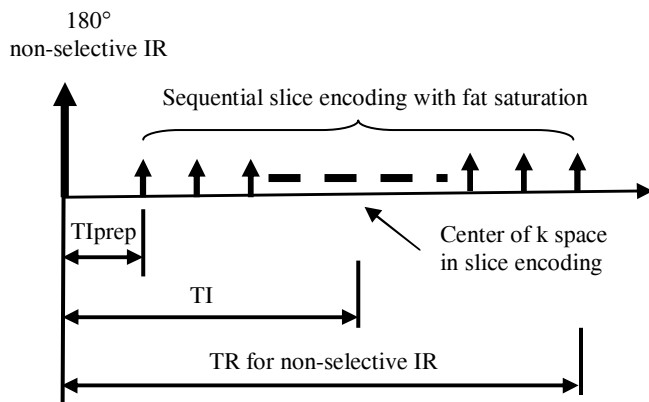 180°
non-selective IR
Sequential slice encoding with fat saturation
TIprep
Center of k space
in slice encoding
TI
TR for non-selective IR